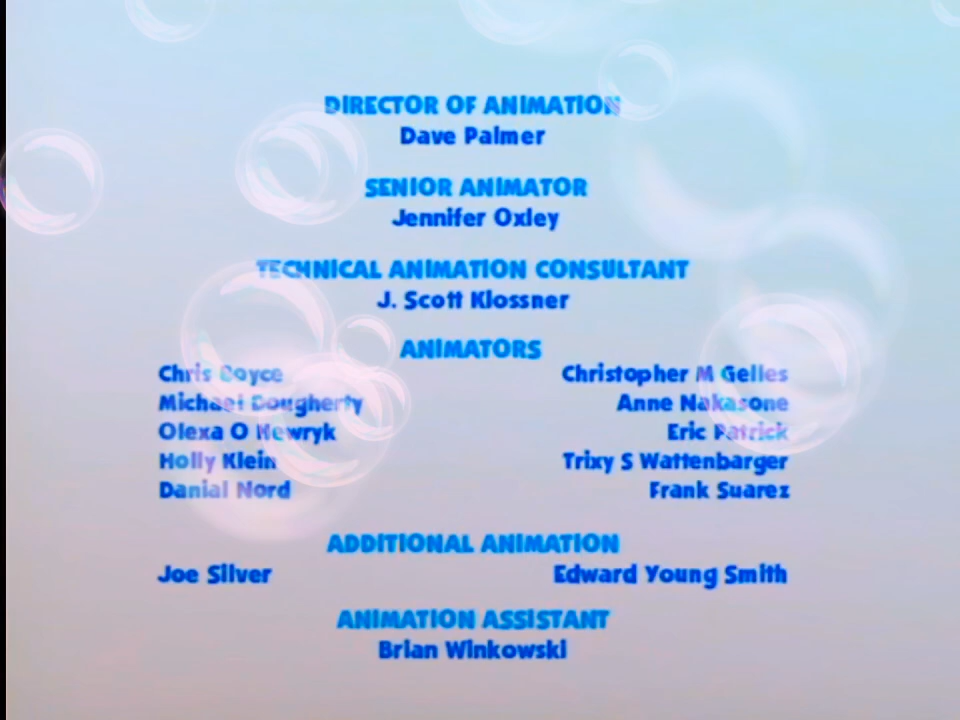 DIRECTOR OF ANIMATION
Dave Palmer
SENIOR ANIMATOR
Jennifer Oxley
TECHNICAL ANIMATION CONSULTANT
J. Scott Klossner
ANIMATORS
Chris Boyce Christopher M Gelles
Michael Dougherty Anne Nakasone
Olexa O Hewryk Eric Patrick
Holly Klein Trixy S Wattenbarger
Danial Nord Frank Suarez
ADDITIONAL ANIMATION
Joe Silver Edward Young Smith
ANIMATION ASSISTANT
Brian Winkowski